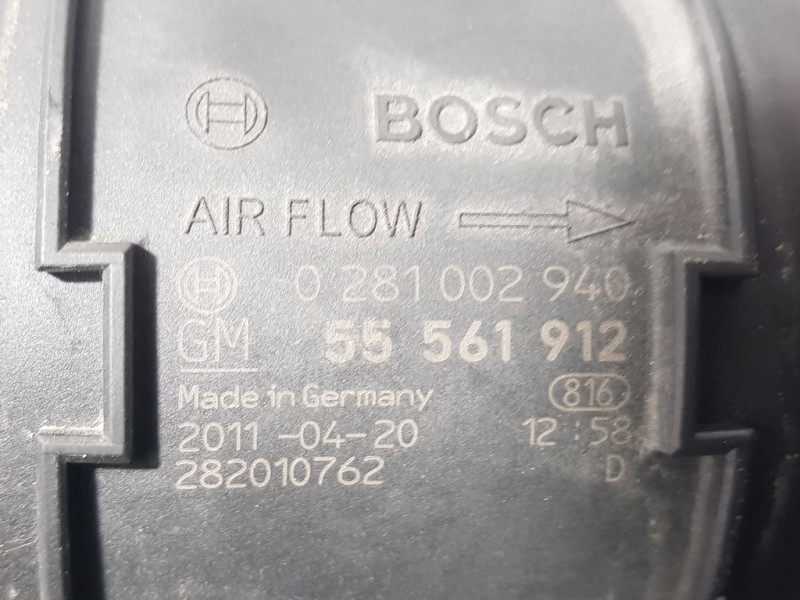 BOSCH
AIR FLOW
0 281 002 940
GM 55 561 912
Made in Germany 816
2011-04-20 12:58
282010762 D